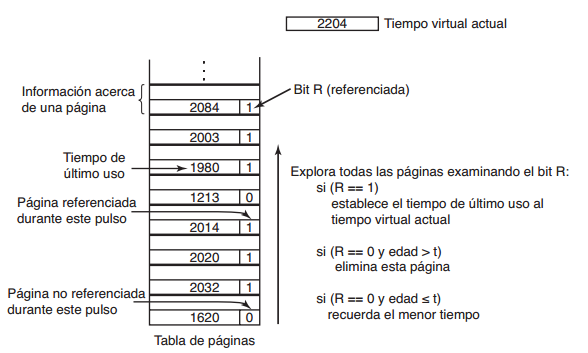 2204 Tiempo virtual actual
Información acerca
de una página
Bit R (referenciada)
2084 1
2003 1
Tiempo de
último uso
1980 1
1213 0
Página referenciada
durante este pulso
2014 1
2020 1
2032 1
Página no referenciada
durante este pulso
1620 0
Tabla de páginas
Explora todas las páginas examinando el bit R:
si (R == 1)
establece el tiempo de último uso al
tiempo virtual actual
si (R == 0 y edad > t)
elimina esta página
si (R == 0 y edad ≤ t)
recuerda el menor tiempo